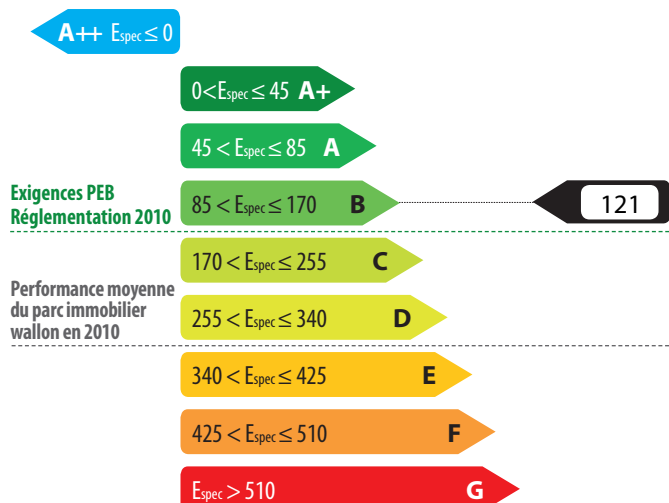 A++ Espec ≤ 0
0<Espec ≤ 45 A+
45 < Espec ≤ 85 A
Exigences PEB
Réglementation 2010
85 < Espec ≤ 170 B
121
170 < Espec ≤ 255 C
Performance moyenne
du parc immobilier
wallon en 2010
255 < Espec ≤ 340 D
340 < Espec ≤ 425 E
425 < Espec ≤ 510 F
Espec > 510 G